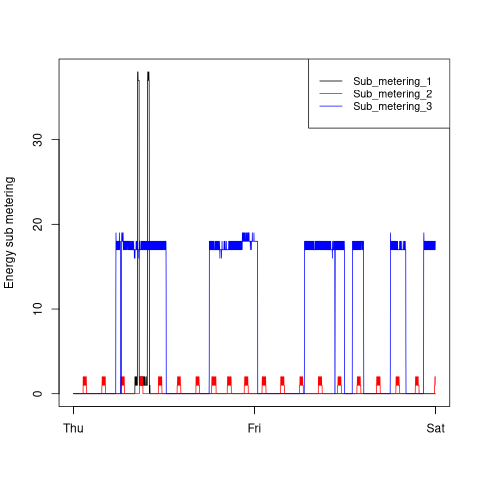 Sub_metering_1
Sub_metering_2
Sub_metering_3
Energy sub metering
30
20
10
0
Thu Fri Sat